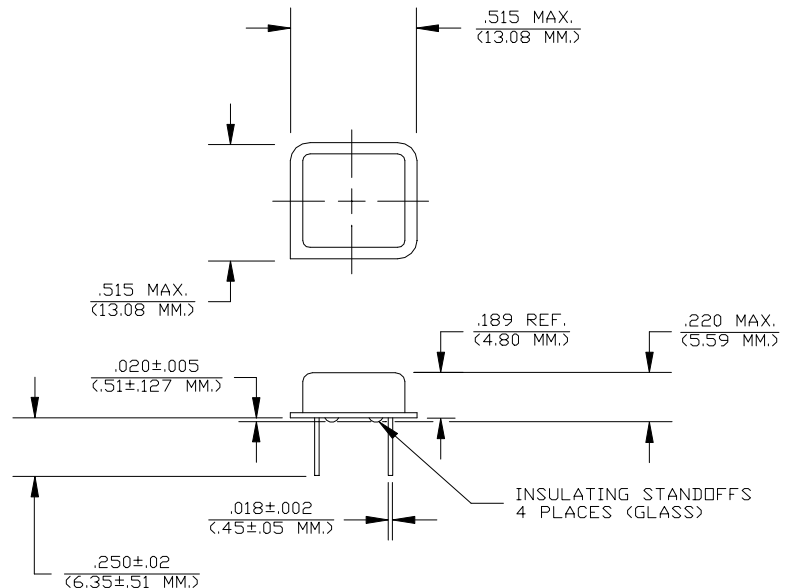 .515 MAX.
(13.08 MM.)
.515 MAX.
(13.08 MM.)
.189 REF.
(4.80 MM.)
.220 MAX.
(5.59 MM.)
.020±.005
(.51±.127 MM.)
INSULATING STANDOFFS
4 PLACES (GLASS)
.018±.002
(.45±.05 MM.)
.250±.02
(6.35±.51 MM.)